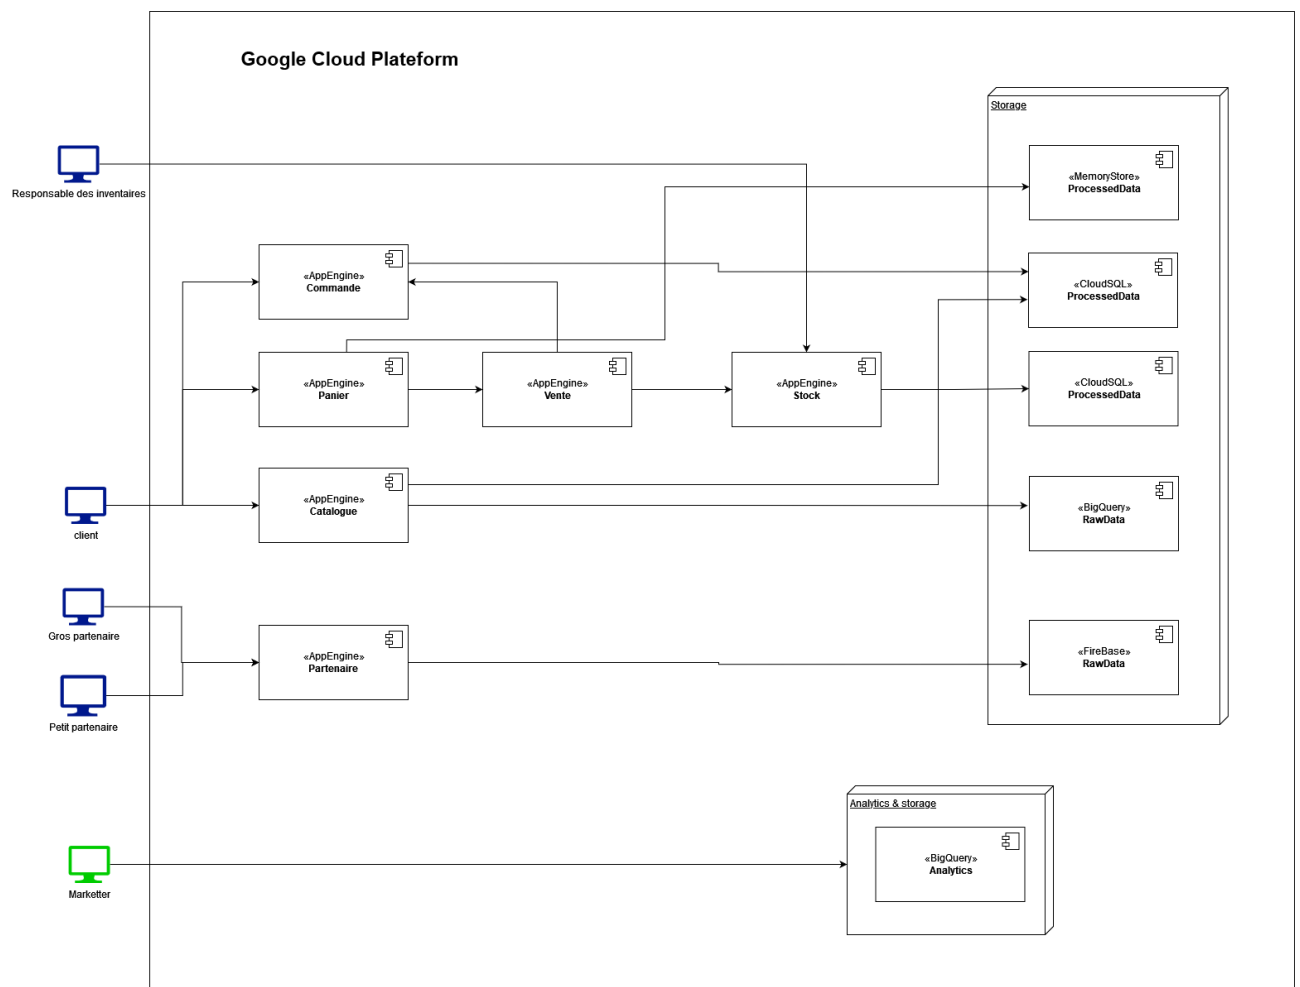 Google Cloud Plateform
Storage
Responsable des inventaires
«MemoryStore»
ProcessedData
«AppEngine»
Commande
«CloudSQL»
ProcessedData
«AppEngine»
Panier
«AppEngine»
Vente
«AppEngine»
Stock
«CloudSQL»
ProcessedData
client
«AppEngine»
Catalogue
«BigQuery»
RawData
Gros partenaire
Petit partenaire
«AppEngine»
Partenaire
«FireBase»
RawData
Analytics & storage
Marketter
«BigQuery»
Analytics